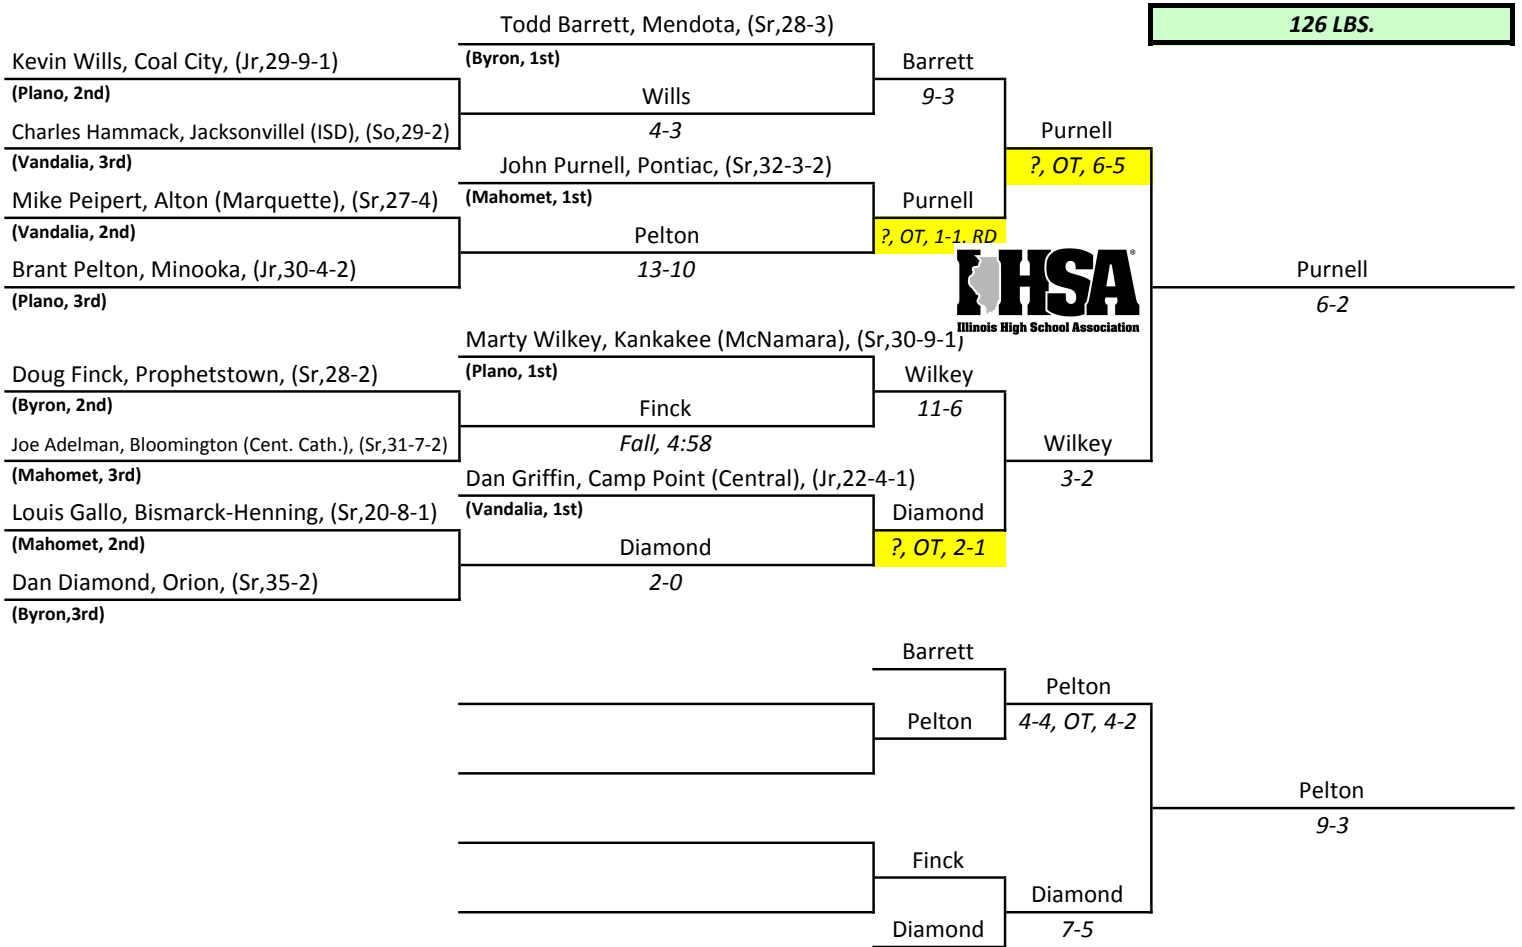 Todd Barrett, Mendota, (Sr,28-3)
126 LBS.
Kevin Wills, Coal City, (Jr,29-9-1)
(Byron, 1st)
Barrett
(Plano, 2nd)
Wills
9-3
Charles Hammack, Jacksonvillel (ISD), (So,29-2)
4-3
Purnell
(Vandalia, 3rd)
John Purnell, Pontiac, (Sr,32-3-2)
?, OT, 6-5
Mike Peipert, Alton (Marquette), (Sr,27-4)
(Mahomet, 1st)
Purnell
(Vandalia, 2nd)
Pelton
?, OT, 1-1, RD
Brant Pelton, Minooka, (Jr,30-4-2)
13-10
IHSA
®
Illinois High School Association
Purnell
(Plano, 3rd)
6-2
Marty Wilkey, Kankakee (McNamara), (Sr,30-9-1)
Doug Finck, Prophetstown, (Sr,28-2)
(Plano, 1st)
Wilkey
(Byron, 2nd)
Finck
11-6
Joe Adelman, Bloomington (Cent. Cath.), (Sr,31-7-2)
Fall, 4:58
Wilkey
(Mahomet, 3rd)
Dan Griffin, Camp Point (Central), (Jr,22-4-1)
3-2
Louis Gallo, Bismarck-Henning, (Sr,20-8-1)
(Vandalia, 1st)
Diamond
(Mahomet, 2nd)
Diamond
?, OT, 2-1
Dan Diamond, Orion, (Sr,35-2)
2-0
(Byron,3rd)
Barrett
Pelton
Pelton
4-4, OT, 4-2
Pelton
9-3
Finck
Diamond
Diamond
7-5